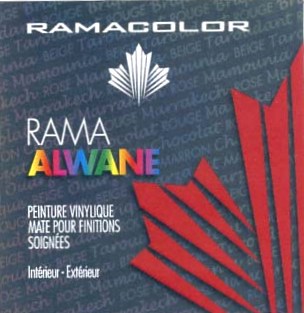 RAMACOLOR
RAMA
ALWANE
PEINTURE VINYLIQUE
MATE POUR FINITIONS
SOIGNÉES
Intérieur - Extérieur